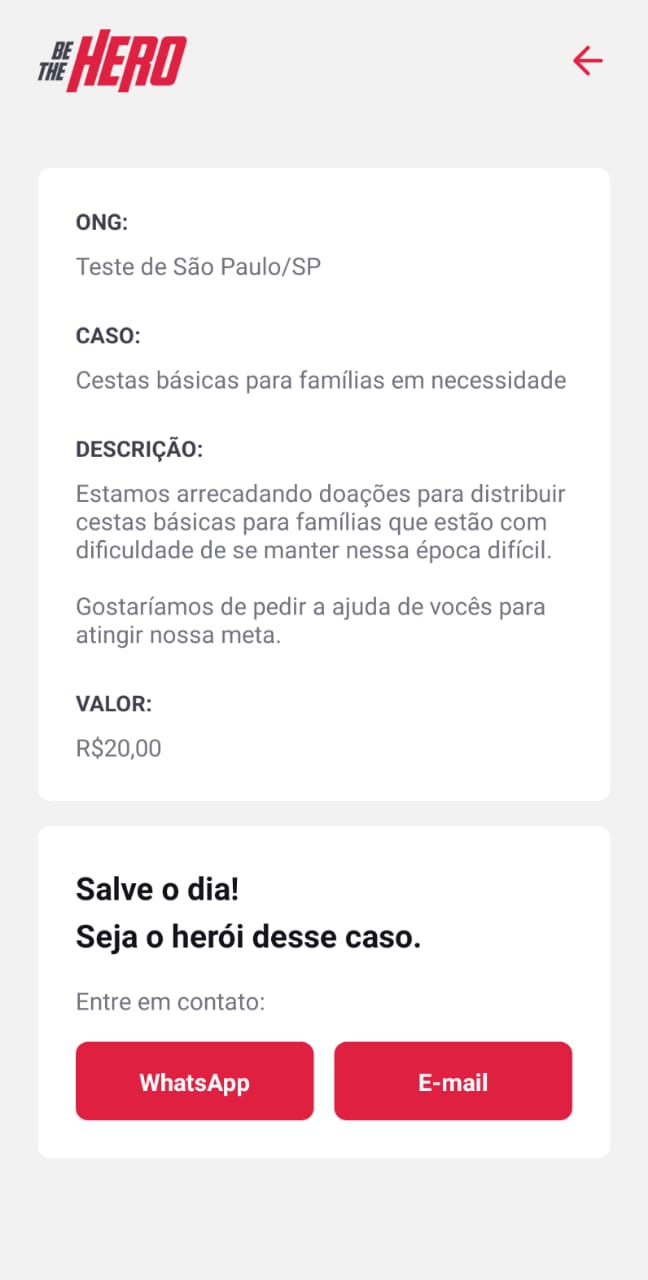 BE
THE HERO
ONG:
Teste de São Paulo/SP
CASO:
Cestas básicas para famílias em necessidade
DESCRIÇÃO:
Estamos arrecadando doações para distribuir
cestas básicas para famílias que estão com
dificuldade de se manter nessa época difícil.
Gostaríamos de pedir a ajuda de vocês para
atingir nossa meta.
VALOR:
R$20,00
Salve o dia!
Seja o herói desse caso.
Entre em contato:
WhatsApp E-mail